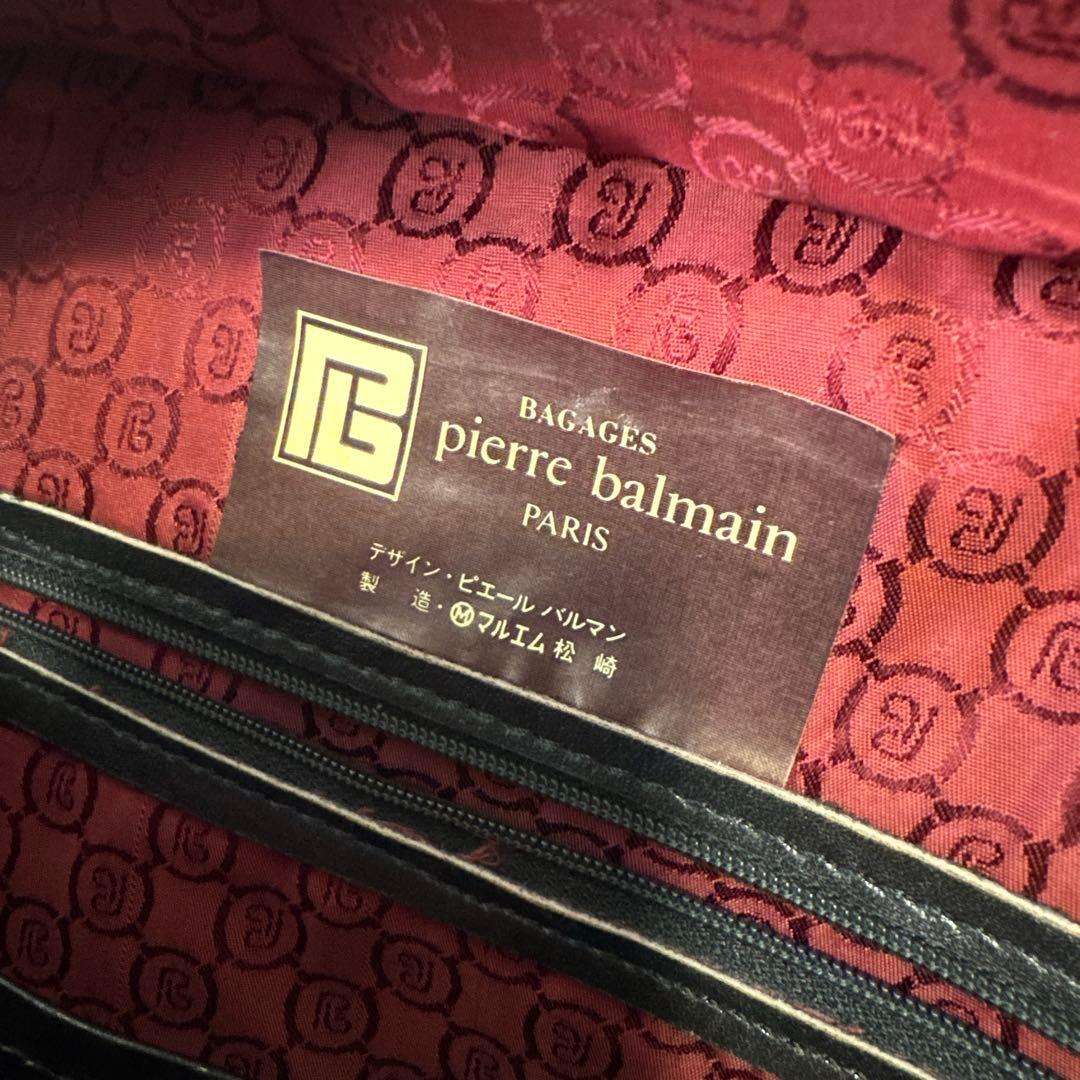 BAGAGES
pierre balmain
PARIS
デザイン・ピエール バルマン
製 造・Ⓜマルエム 松 崎